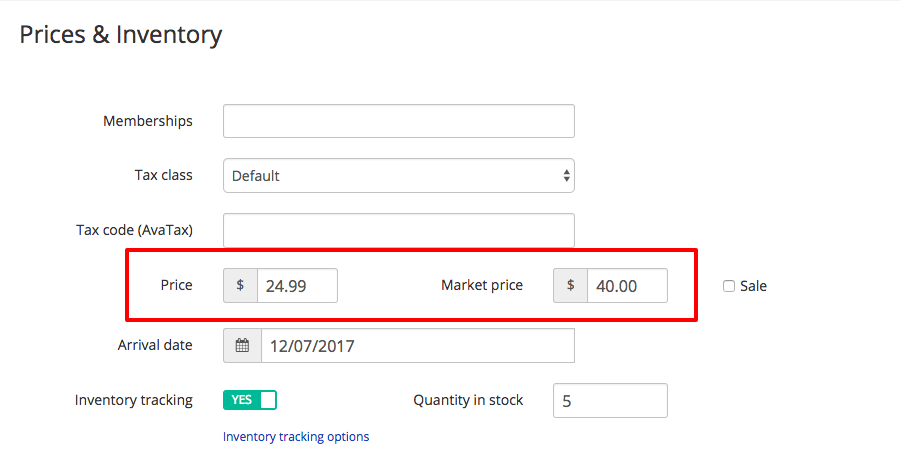 Prices & Inventory
Memberships
Tax class Default
Tax code (AvaTax)
Price $ 24.99 Market price $ 40.00 Sale
Arrival date 12/07/2017
Inventory tracking YES Quantity in stock 5
Inventory tracking options